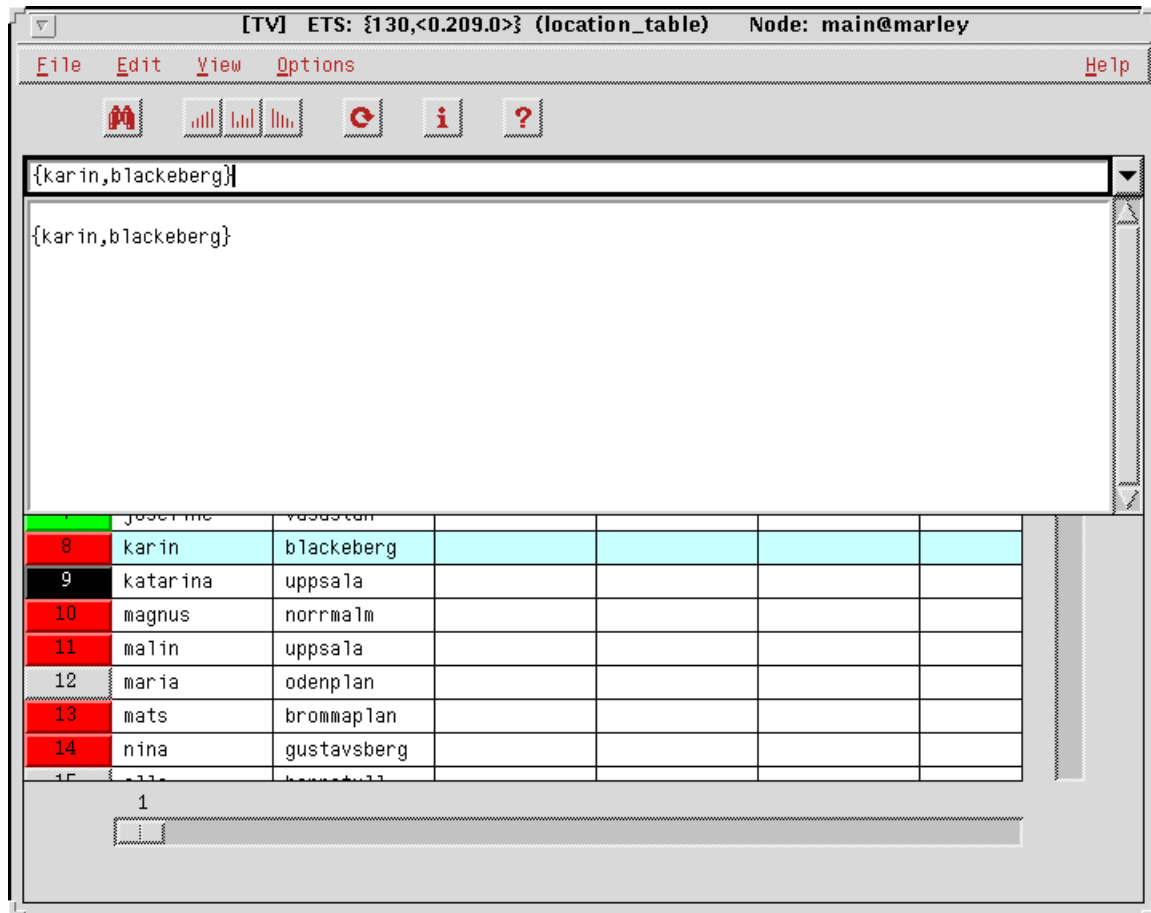 [TV] ETS: {130,<0.209.0>} (location_table) Node: main@marley
File Edit View Options Help
i ?
{karin,blackeberg}
{karin,blackeberg}
8 karin blackeberg
9 katarina uppsala
10 magnus norrmalm
11 malin uppsala
12 maria odenplan
13 mats brommaplan
14 nina gustavsberg
1